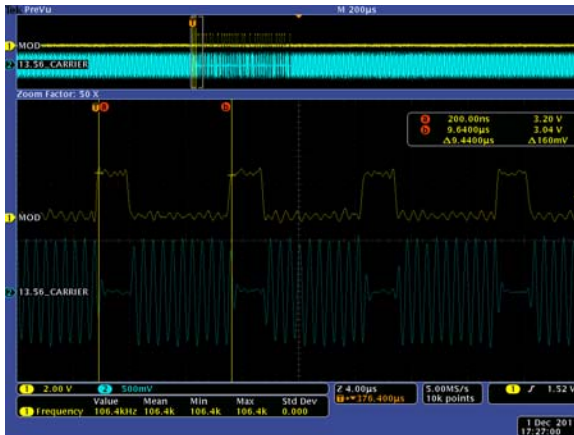 Tek PreVu
M 200µs
T
1 MOD
2 13.56_CARRIER
Zoom Factor: 50 X
T a b
a 200.00ns 3.20 V
b 9.6400µs 3.04 V
Δ9.4400µs Δ160mV
1 MOD
2 13.56_CARRIER
1 2.00 V 2 500mV
Z 4.00µs
T 376.400µs
5.00MS/s
10k points
1 1.52 V
Value Mean Min Max Std Dev
1 Frequency 106.4kHz 106.4k 106.4k 106.4k 0.000
1 Dec 201
17:27:00